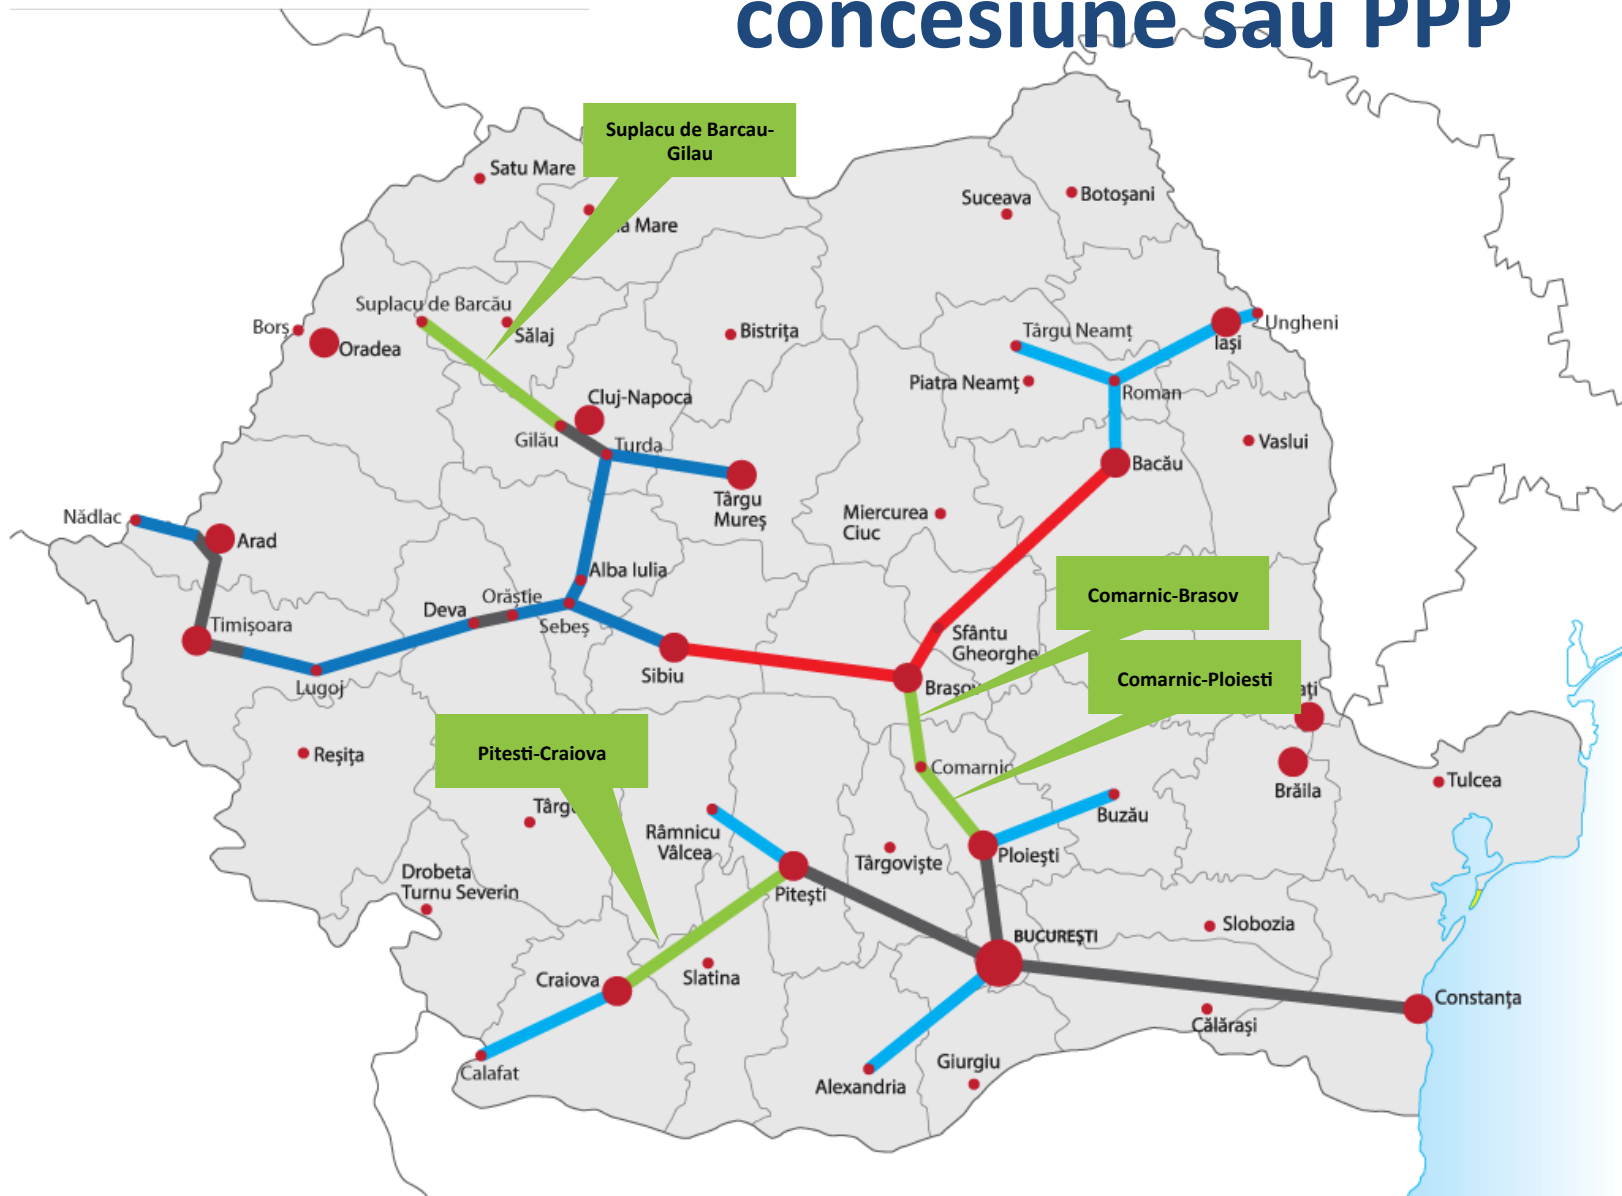 concesiune sau PPP
Suplacu de Barcau-
Gilau
Satu Mare
Mare
Suceava
Botoșani
Suplacu de Barcău
Sălaj
Borș
Oradea
Bistrița
Târgu Neamț
Iași
Ungheni
Piatra Neamț
Roman
Cluj-Napoca
Gilău
Turda
Vaslui
Bacău
Târgu
Mureș
Miercurea
Ciuc
Nădlac
Arad
Alba Iulia
Orăștie
Deva
Sebeș
Timișoara
Lugoj
Sibiu
Comarnic-Brasov
Sfântu
Gheorghe
Brașov
Comarnic-Ploiesti
ați
Pitesti-Craiova
Reșița
Comarnic
Brăila
Tulcea
Târg
Râmnicu
Vâlcea
Buzău
Târgoviște
Ploiești
Drobeta
Turnu Severin
Pitești
Slobozia
BUCUREȘTI
Craiova
Slatina
Constanța
Călărași
Calafat
Alexandria
Giurgiu